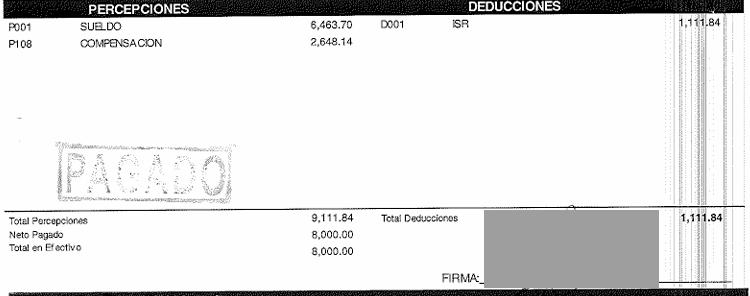 PERCEPCIONES DEDUCCIONES
P001 SUELDO 6,463.70 D001 ISR 1,111.84
P108 COMPENSACION 2,648.14
PAGADO
Total Percepciones 9,111.84 Total Deducciones 1,111.84
Neto Pagado 8,000.00
Total en Efectivo 8,000.00
FIRMA: